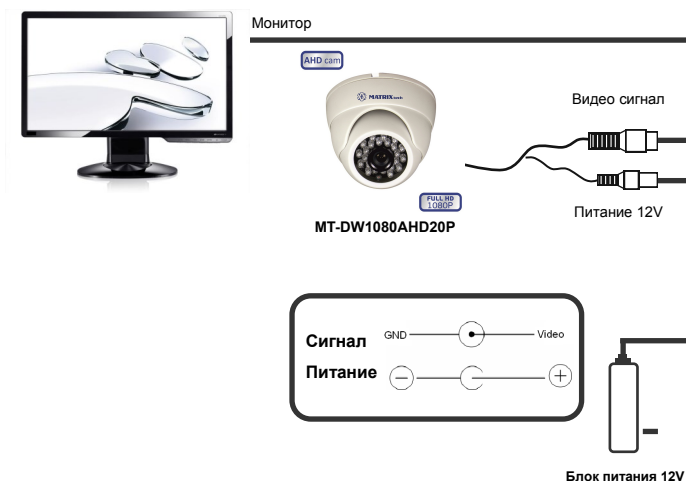 Монитор
AHD cam
MATRIXtech
Видео сигнал
FULL HD
1080P
Питание 12V
MT-DW1080AHD20P
Сигнал GND Video
Питание − +
Блок питания 12V